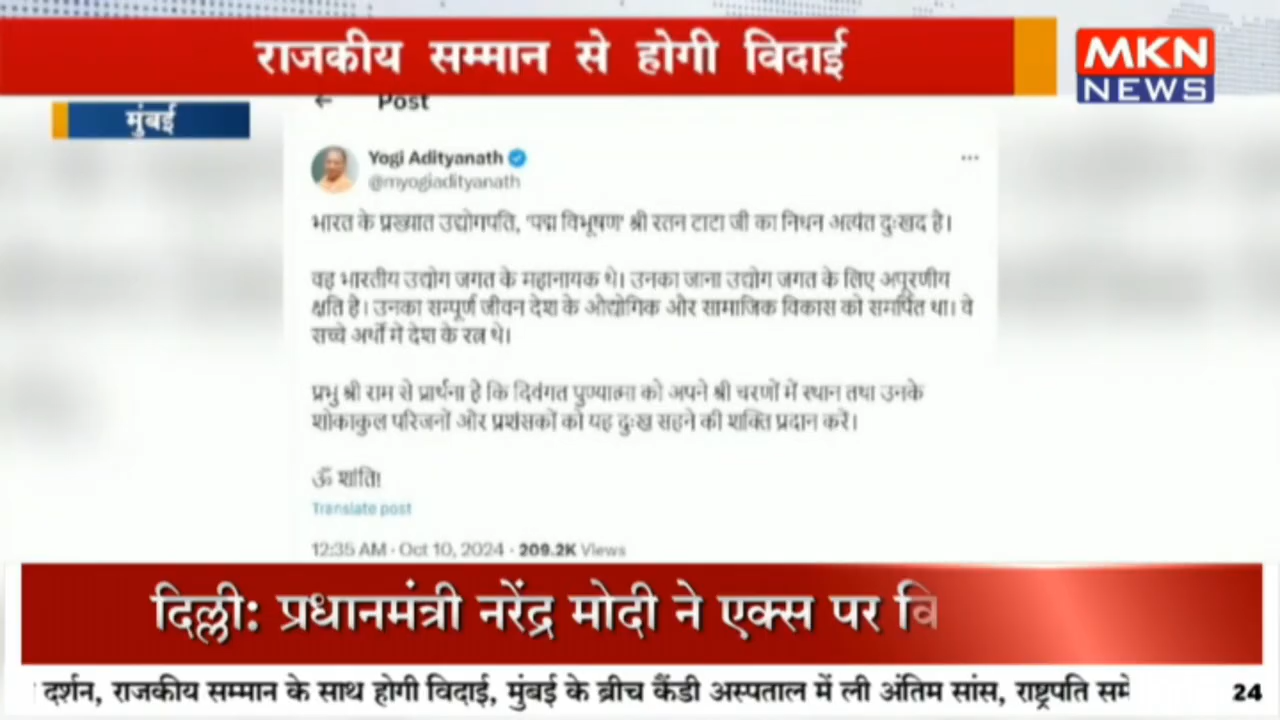 राजकीय सम्मान से होगी विदाई
MKN
NEWS
मुंबई
Post
Yogi Adityanath
@myogiadityanath
भारत के प्रख्यात उद्योगपति, 'पद्म विभूषण' श्री रतन टाटा जी का निधन अत्यंत दुःखद है।
वह भारतीय उद्योग जगत के महानायक थे। उनका जाना उद्योग जगत के लिए अपूरणीय
क्षति है। उनका सम्पूर्ण जीवन देश के औद्योगिक और सामाजिक विकास को समर्पित था। वे
सच्चे अर्थों में देश के रत्न थे।
प्रभु श्री राम से प्रार्थना है कि दिवंगत पुण्यात्मा को अपने श्री चरणों में स्थान तथा उनके
शोकाकुल परिजनों और प्रशंसकों को यह दुःख सहने की शक्ति प्रदान करें।
ॐ शांति!
Translate post
12:35 AM · Oct 10, 2024 · 209.2K Views
दिल्ली: प्रधानमंत्री नरेंद्र मोदी ने एक्स पर वि
दर्शन, राजकीय सम्मान के साथ होगी विदाई, मुंबई के ब्रीच कैंडी अस्पताल में ली अंतिम सांस, राष्ट्रपति समे
24